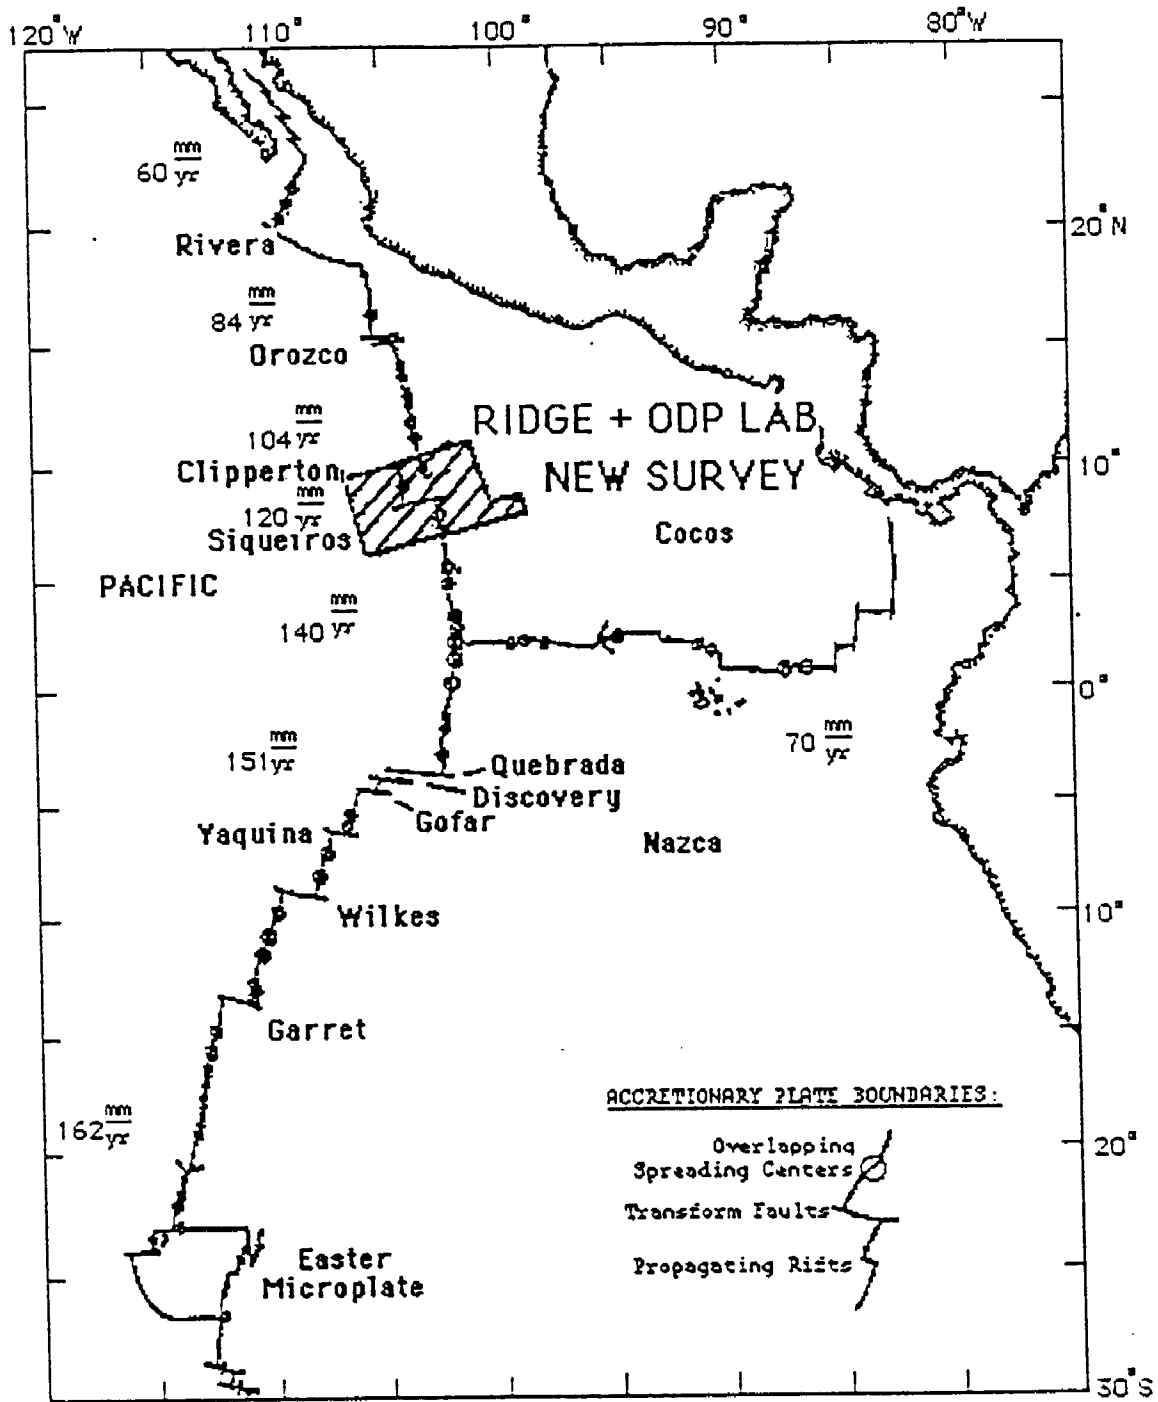 120°W 110° 100° 90° 80°W
60 mm/yr
20°N
Rivera
84 mm/yr
Orozco
104 mm/yr
RIDGE + ODP LAB
Clipperton
10°
NEW SURVEY
120 mm/yr
Siqueiros
Cocos
PACIFIC
140 mm/yr
0°
70 mm/yr
151 mm/yr
Quebrada
Discovery
Gofar
Yaquina
Nazca
Wilkes
10°
Garret
ACCRETIONARY PLATE BOUNDARIES:
162 mm/yr
Overlapping
Spreading Centers
20°
Transform Faults
Propagating Rifts
Easter
Microplate
30°S